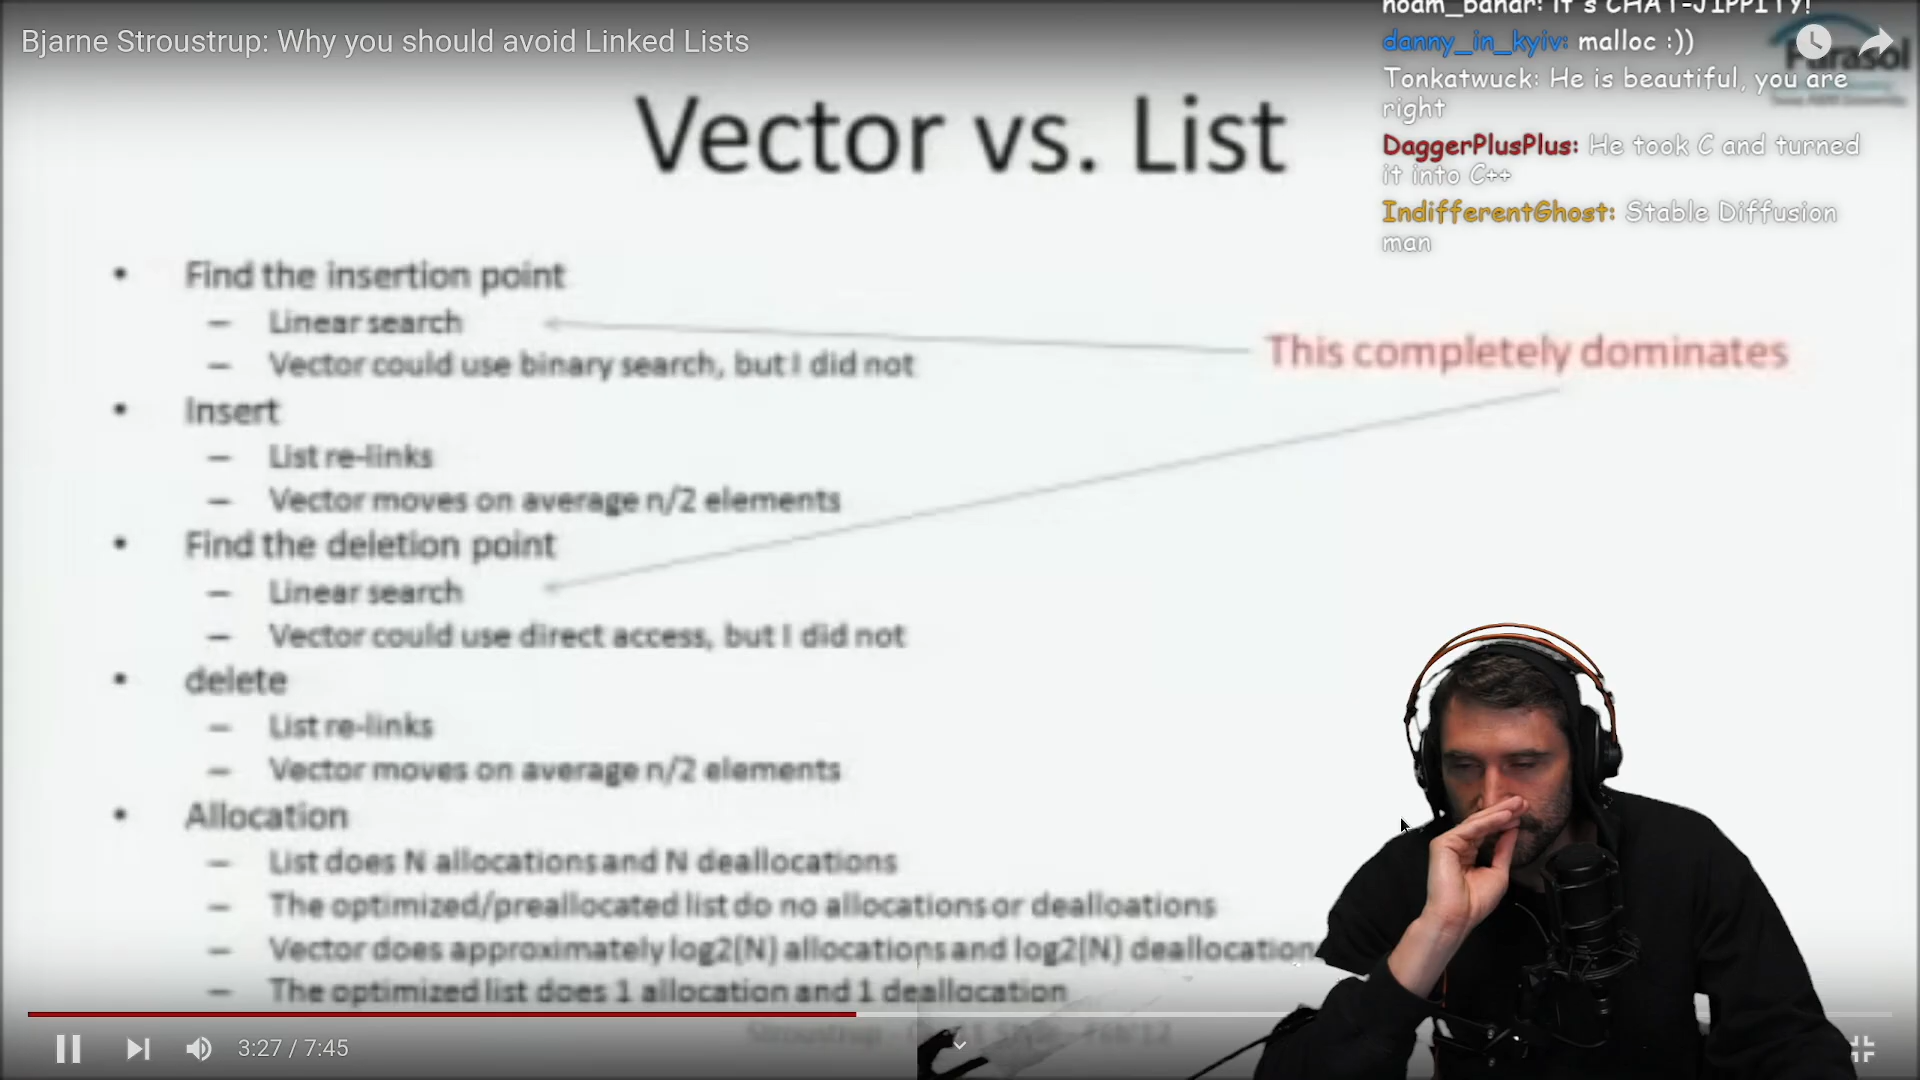 Bjarne Stroustrup: Why you should avoid Linked Lists
noam_bahar: It's CHAT-JIPPITY!
danny_in_kyiv: malloc :))
Tonkatwuck: He is beautiful, you are
right
DaggerPlusPlus: He took C and turned
it into C++
IndifferentGhost: Stable Diffusion
man
Parasol
Vector vs. List
• Find the insertion point
– Linear search
– Vector could use binary search, but I did not
This completely dominates
• Insert
– List re-links
– Vector moves on average n/2 elements
• Find the deletion point
– Linear search
– Vector could use direct access, but I did not
• delete
– List re-links
– Vector moves on average n/2 elements
• Allocation
– List does N allocations and N deallocations
– The optimized/preallocated list do no allocations or dealloations
– Vector does approximately log2(N) allocations and log2(N) deallocation
– The optimized list does 1 allocation and 1 deallocation
Stroustrup -
3:27 / 7:45